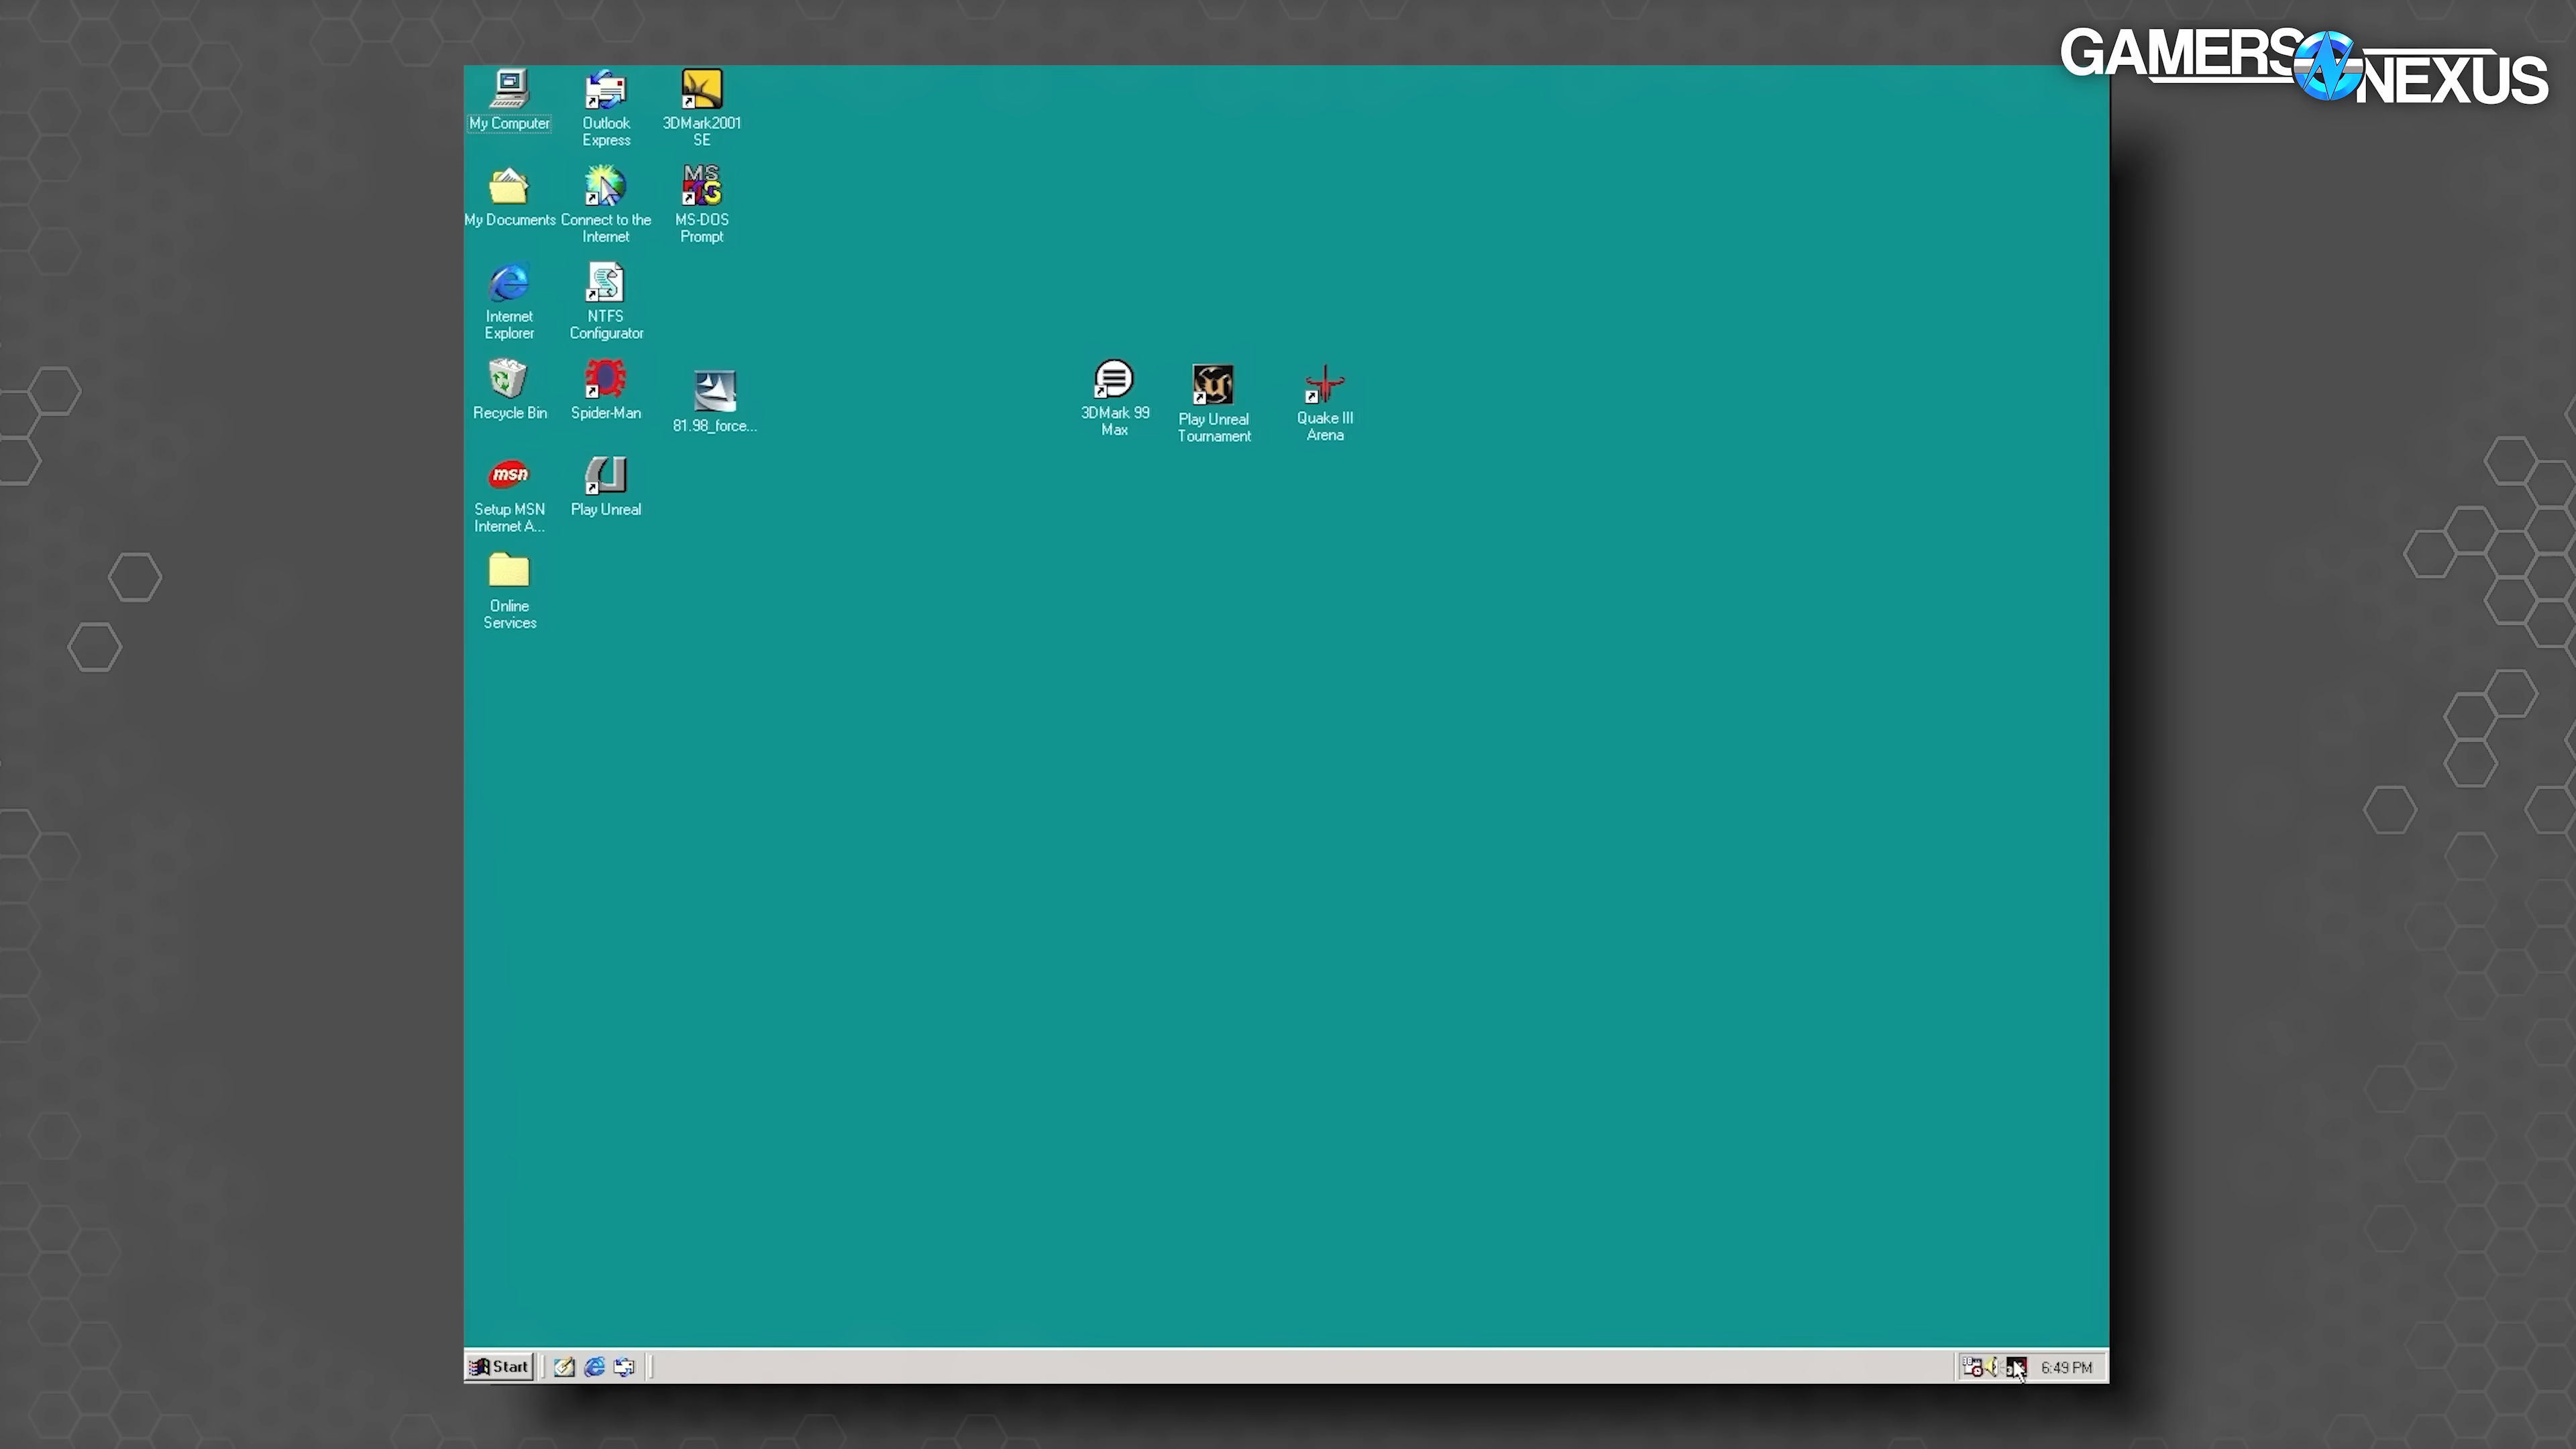 GAMERS NEXUS
My Computer
Outlook
Express
3DMark2001
SE
My Documents
Connect to the
Internet
MS
MS-DOS
Prompt
Internet
Explorer
NTFS
Configurator
Recycle Bin
Spider-Man
81.98_force...
3DMark 99
Max
Play Unreal
Tournament
Quake III
Arena
msn
Setup MSN
Internet A...
Play Unreal
Online
Services
Start
6:49 PM